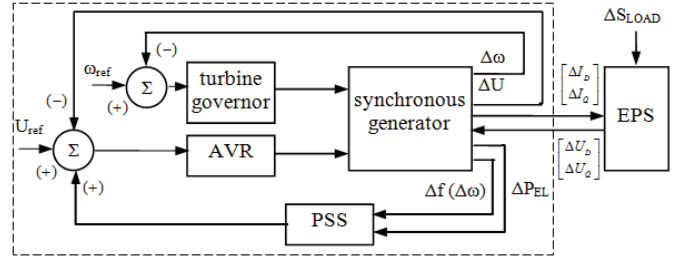 ΔS_LOAD
(−)
Δω
ω_ref
Σ
(+)
turbine
governor
ΔU
synchronous
generator
[ΔI_D
ΔI_Q]
EPS
(−)
U_ref
(+)
Σ
AVR
[ΔU_D
ΔU_Q]
(+)
Δf (Δω)
ΔP_EL
PSS
(−)